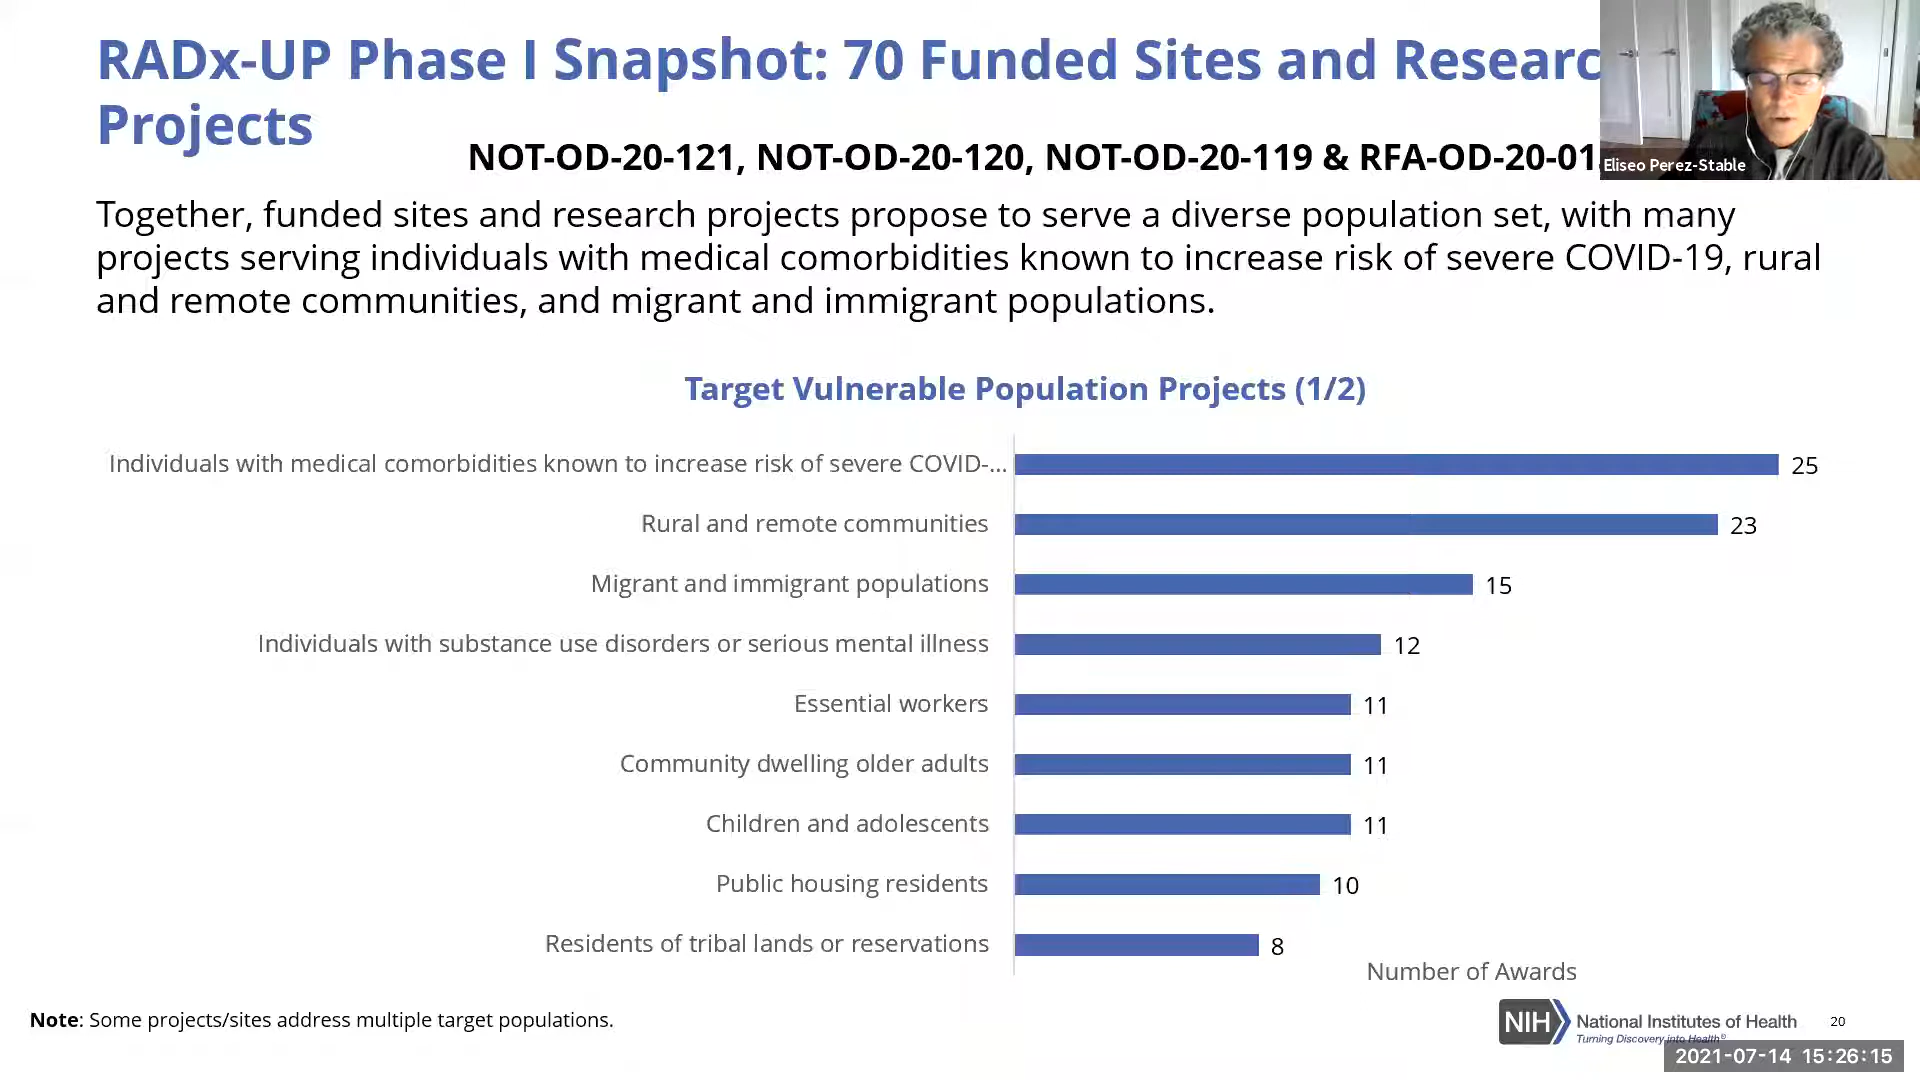 RADx-UP Phase I Snapshot: 70 Funded Sites and Researc
Projects
NOT-OD-20-121, NOT-OD-20-120, NOT-OD-20-119 & RFA-OD-20-01
Eliseo Perez-Stable
Together, funded sites and research projects propose to serve a diverse population set, with many
projects serving individuals with medical comorbidities known to increase risk of severe COVID-19, rural
and remote communities, and migrant and immigrant populations.
Target Vulnerable Population Projects (1/2)
Individuals with medical comorbidities known to increase risk of severe COVID-... 25
Rural and remote communities 23
Migrant and immigrant populations 15
Individuals with substance use disorders or serious mental illness 12
Essential workers 11
Community dwelling older adults 11
Children and adolescents 11
Public housing residents 10
Residents of tribal lands or reservations 8
Number of Awards
Note: Some projects/sites address multiple target populations.
NIH National Institutes of Health 20
Turning Discovery into Health®
2021-07-14 15:26:15